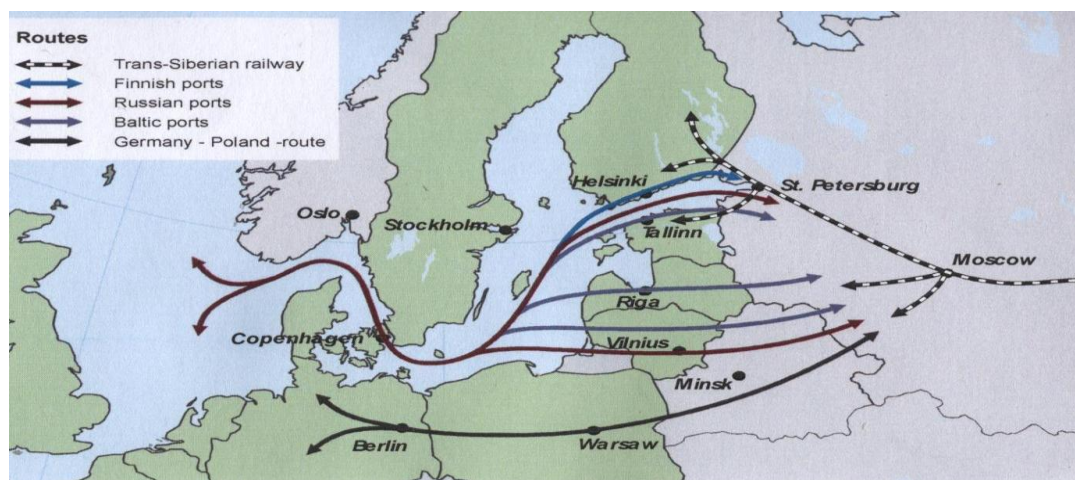 Routes
Trans-Siberian railway
Finnish ports
Russian ports
Baltic ports
Germany - Poland -route
Helsinki
St. Petersburg
Oslo
Stockholm
Tallinn
Moscow
Riga
Copenhagen
Vilnius
Minsk
Berlin
Warsaw